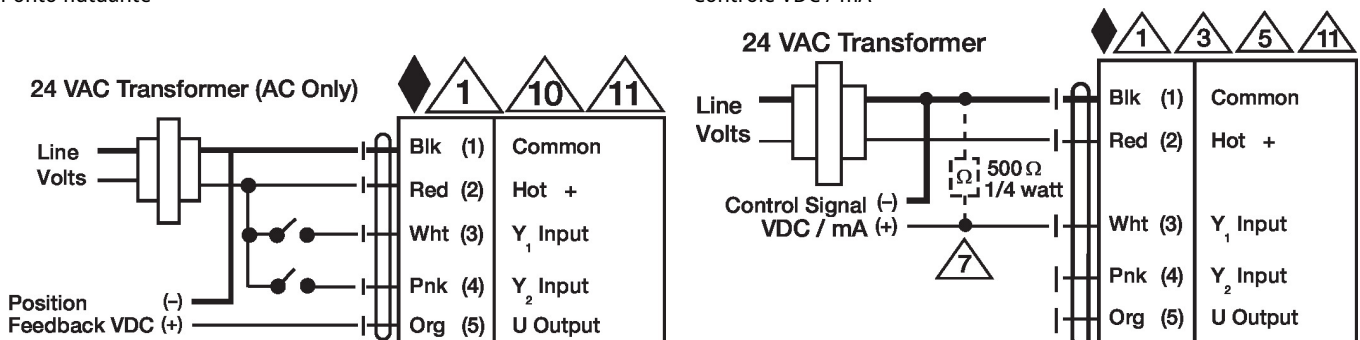 24 VAC Transformer (AC Only)
1 10 11
Line
Volts
Blk (1) Common
Red (2) Hot +
Wht (3) Y1 Input
Pnk (4) Y2 Input
Position (-)
Feedback VDC (+)
Org (5) U Output
24 VAC Transformer
1 3 5 11
Line
Volts
Blk (1) Common
Red (2) Hot +
Ω 500 Ω
1/4 watt
Control Signal (-)
VDC / mA (+)
7
Wht (3) Y1 Input
Pnk (4) Y2 Input
Org (5) U Output